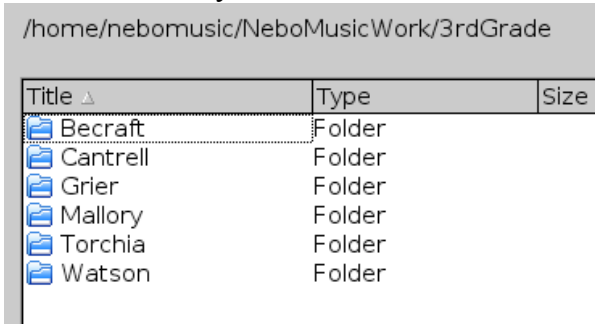 /home/nebomusic/NeboMusicWork/3rdGrade
Title Type Size
Becraft Folder
Cantrell Folder
Grier Folder
Mallory Folder
Torchia Folder
Watson Folder